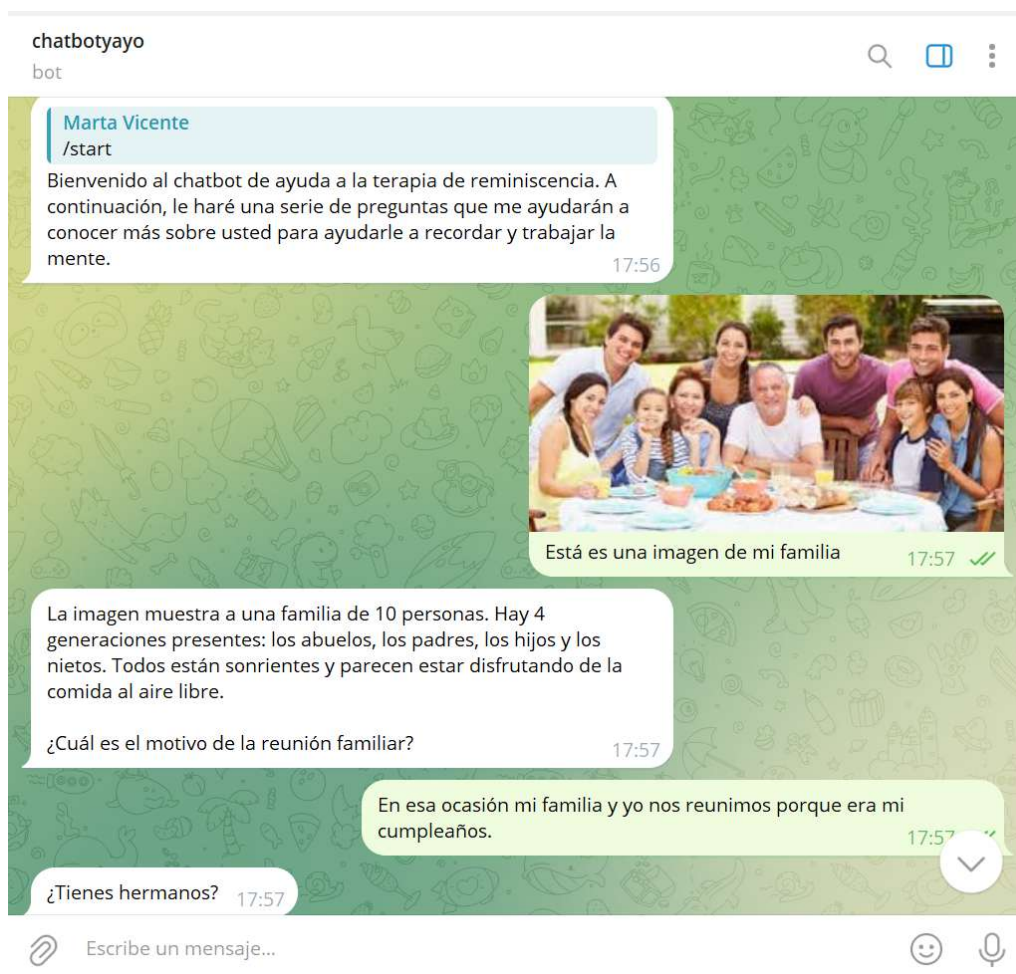 chatbotyayo
bot
Marta Vicente
/start
Bienvenido al chatbot de ayuda a la terapia de reminiscencia. A
continuación, le haré una serie de preguntas que me ayudarán a
conocer más sobre usted para ayudarle a recordar y trabajar la
mente.
17:56
Está es una imagen de mi familia
17:57
La imagen muestra a una familia de 10 personas. Hay 4
generaciones presentes: los abuelos, los padres, los hijos y los
nietos. Todos están sonrientes y parecen estar disfrutando de la
comida al aire libre.
¿Cuál es el motivo de la reunión familiar?
17:57
En esa ocasión mi familia y yo nos reunimos porque era mi
cumpleaños.
17:57
¿Tienes hermanos?
17:57
Escribe un mensaje...